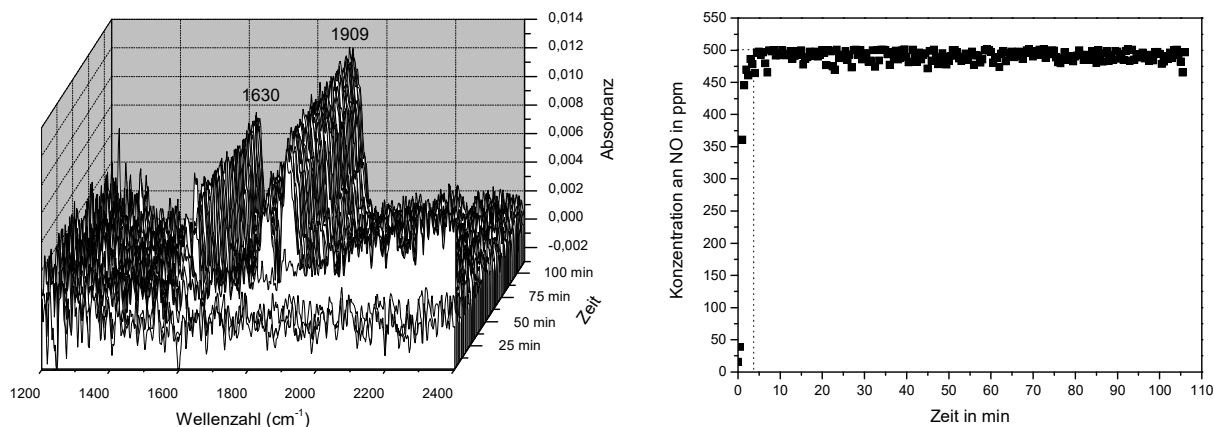 0,014
0,012
0,010
0,008
0,006
0,004
0,002
0,000
-0,002
Absorbanz
1909
1630
100 min
75 min
50 min
25 min
Zeit
1200 1400 1600 1800 2000 2200 2400
Wellenzahl (cm-1)
550
500
450
400
350
300
250
200
150
100
50
0
Konzentration an NO in ppm
0 10 20 30 40 50 60 70 80 90 100 110
Zeit in min